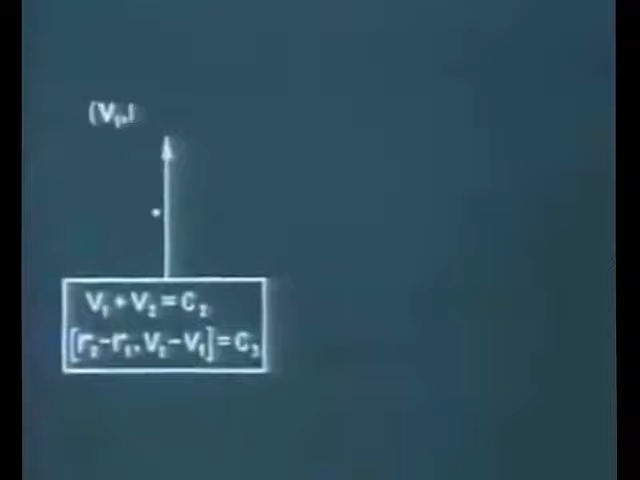 (V₁,)
V₁ + V₂ = C₂
[r₂-r₁, V₂-V₁] = C₃